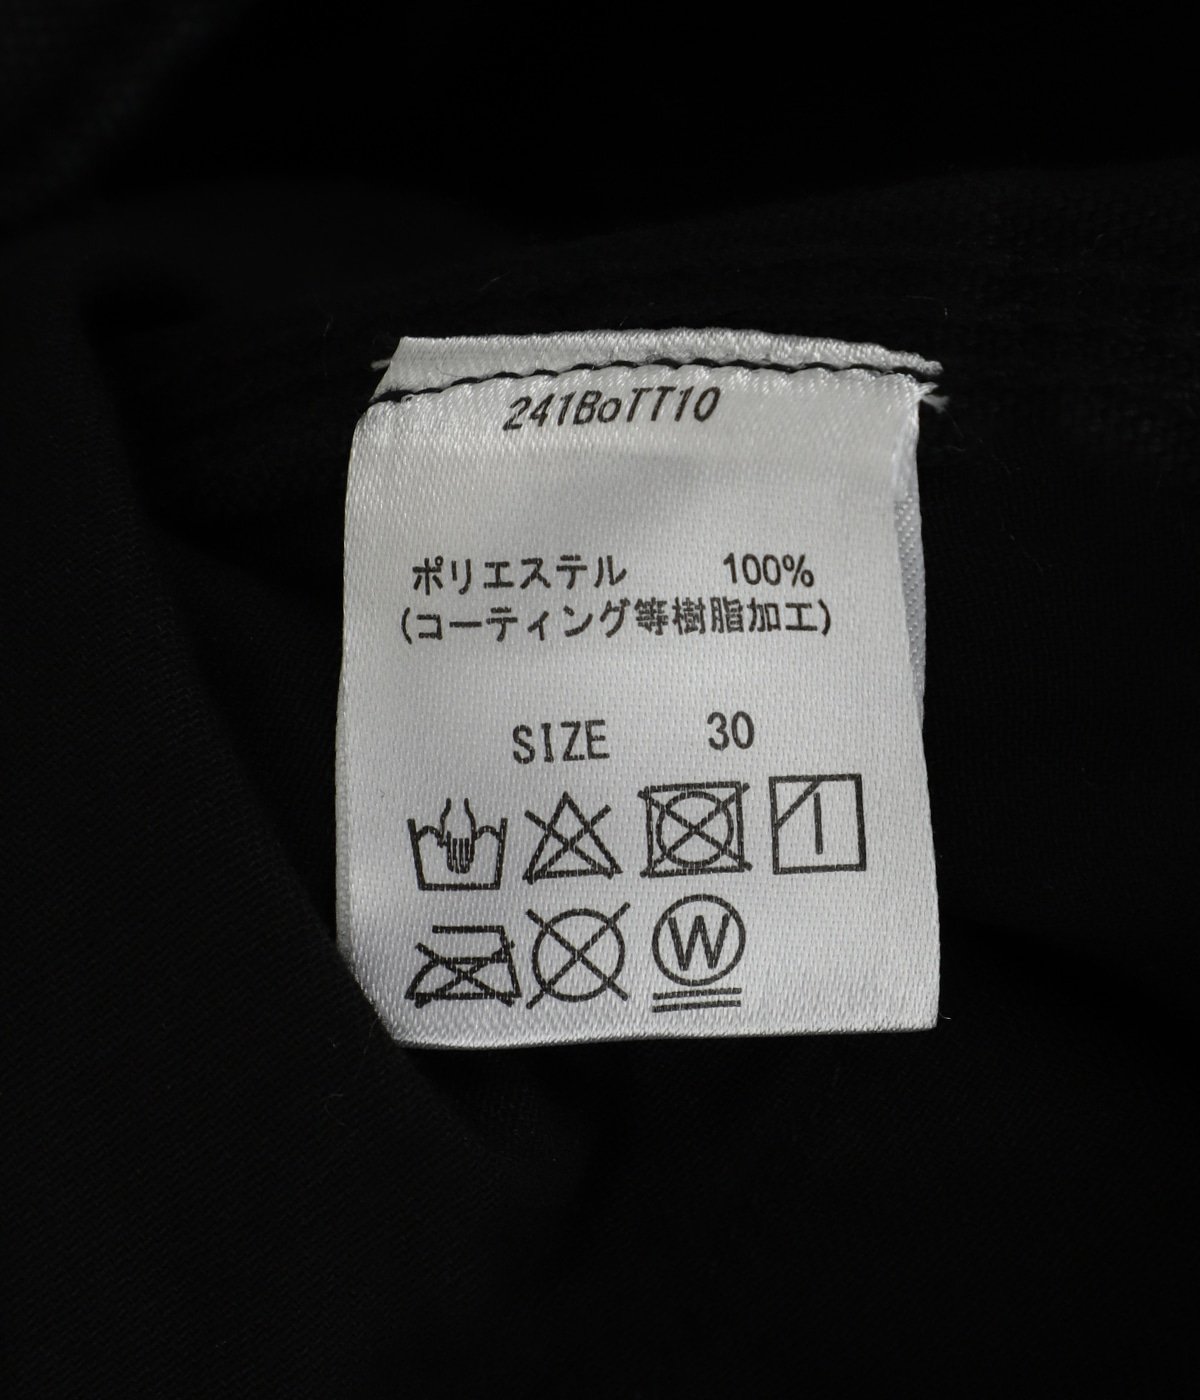 241BoTT10
ポリエステル 100%
(コーティング等樹脂加工)
SIZE 30
W